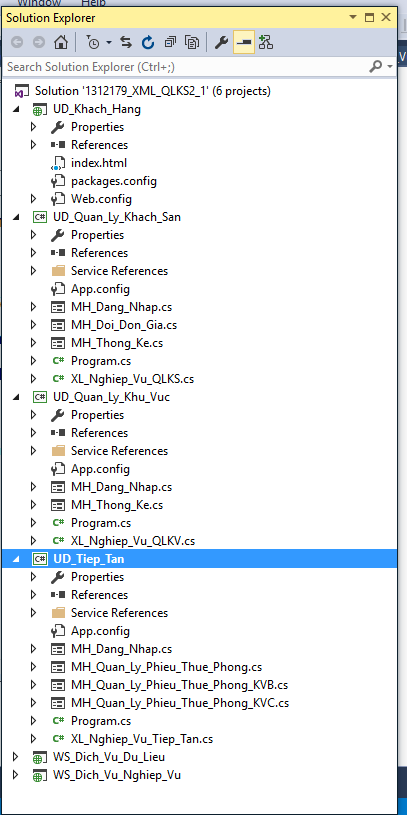 Window Help
Solution Explorer
Search Solution Explorer (Ctrl+;)
Solution '1312179_XML_QLKS2_1' (6 projects)
UD_Khach_Hang
Properties
References
index.html
packages.config
Web.config
UD_Quan_Ly_Khach_San
Properties
References
Service References
App.config
MH_Dang_Nhap.cs
MH_Doi_Don_Gia.cs
MH_Thong_Ke.cs
Program.cs
XL_Nghiep_Vu_QLKS.cs
UD_Quan_Ly_Khu_Vuc
Properties
References
Service References
App.config
MH_Dang_Nhap.cs
MH_Thong_Ke.cs
Program.cs
XL_Nghiep_Vu_QLKV.cs
UD_Tiep_Tan
Properties
References
Service References
App.config
MH_Dang_Nhap.cs
MH_Quan_Ly_Phieu_Thue_Phong.cs
MH_Quan_Ly_Phieu_Thue_Phong_KVB.cs
MH_Quan_Ly_Phieu_Thue_Phong_KVC.cs
Program.cs
XL_Nghiep_Vu_Tiep_Tan.cs
WS_Dich_Vu_Du_Lieu
WS_Dich_Vu_Nghiep_Vu